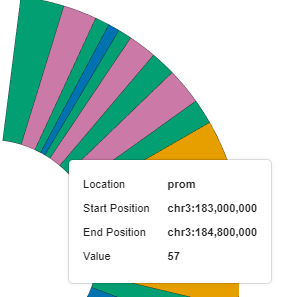 Location prom
Start Position chr3:183,000,000
End Position chr3:184,800,000
Value 57